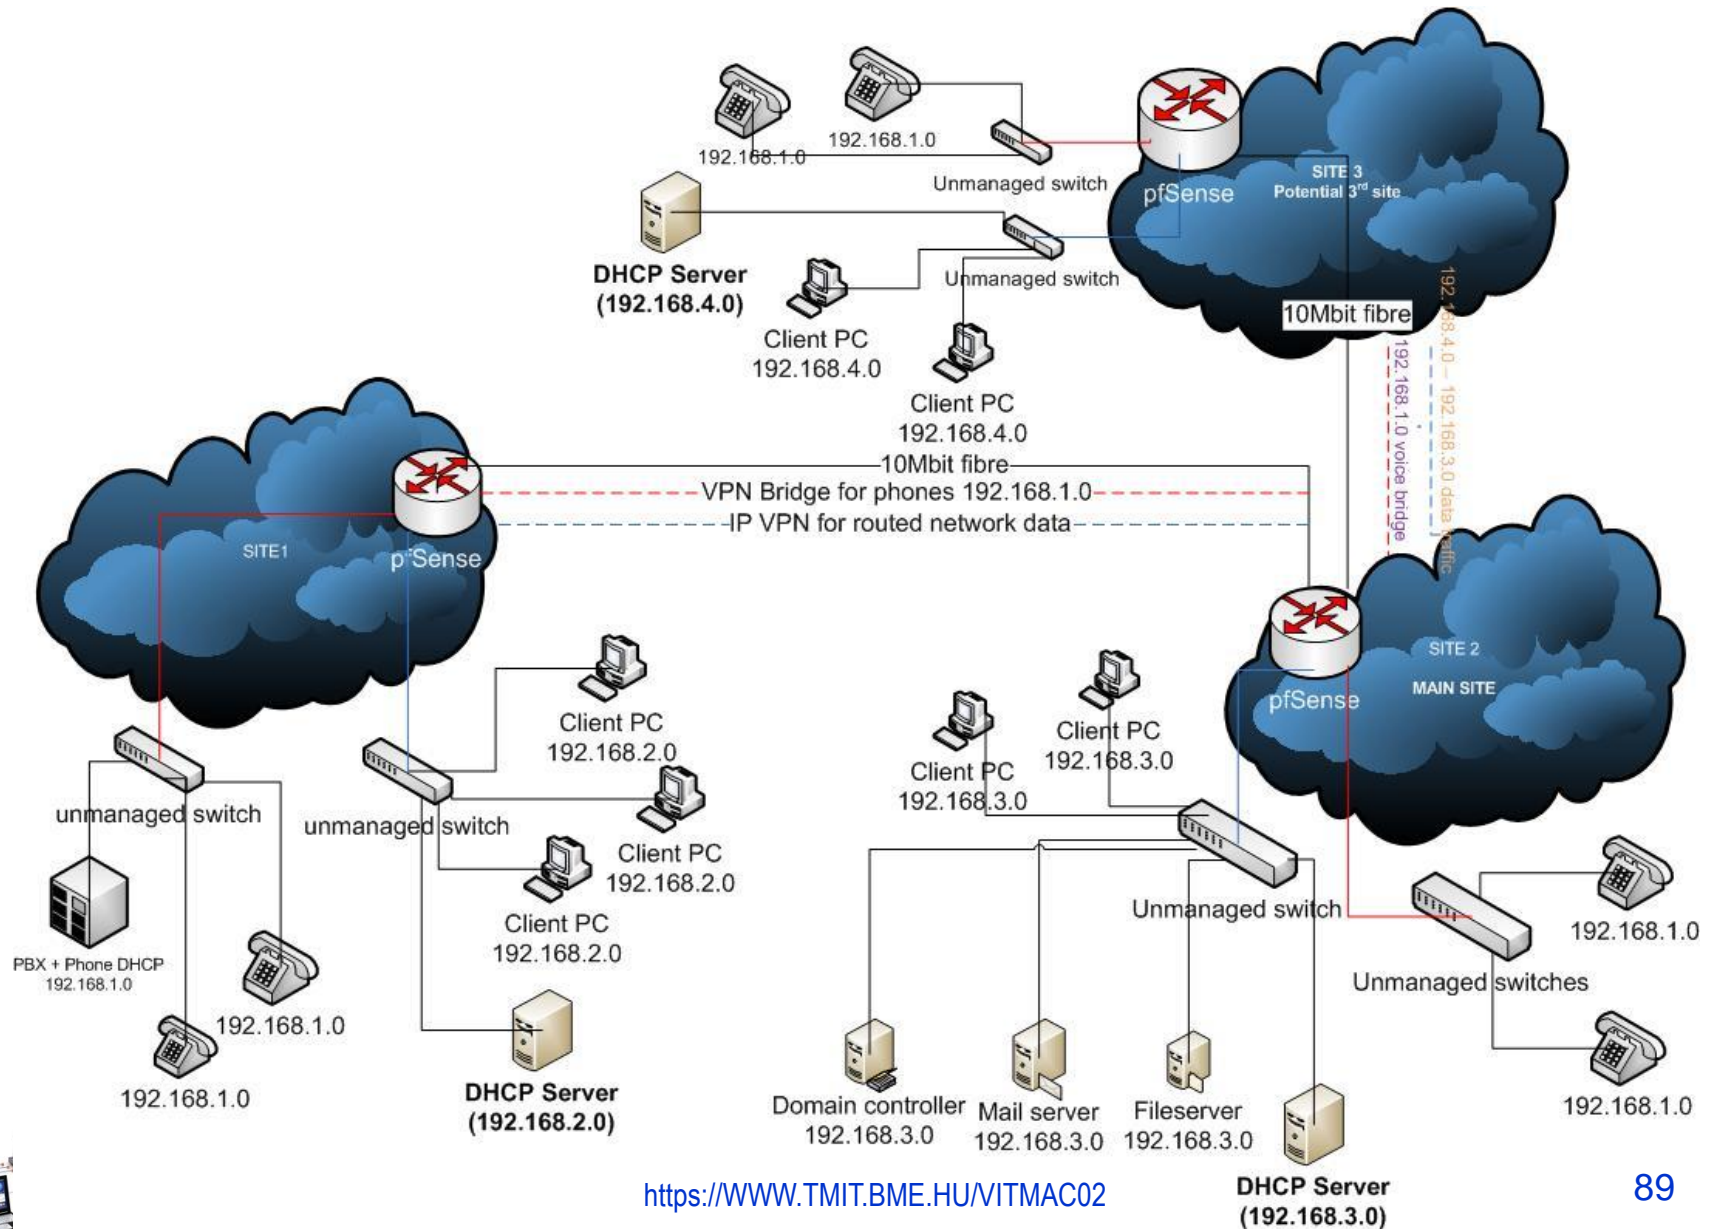 192.168.1.0
192.168.1.0
Unmanaged switch
pfSense
SITE 3
Potential 3rd site
DHCP Server
(192.168.4.0)
Unmanaged switch
Client PC
192.168.4.0
Client PC
192.168.4.0
10Mbit fibre
192.168.1.0 voice bridge
192.168.4.0 – 192.168.3.0 data traffic
10Mbit fibre
VPN Bridge for phones 192.168.1.0
IP VPN for routed network data
SITE1
pfSense
SITE 2
MAIN SITE
pfSense
unmanaged switch
unmanaged switch
Client PC
192.168.2.0
Client PC
192.168.2.0
Client PC
192.168.2.0
PBX + Phone DHCP
192.168.1.0
192.168.1.0
192.168.1.0
DHCP Server
(192.168.2.0)
Client PC
192.168.3.0
Client PC
192.168.3.0
Unmanaged switch
Unmanaged switches
192.168.1.0
192.168.1.0
Domain controller
192.168.3.0
Mail server
192.168.3.0
Fileserver
192.168.3.0
DHCP Server
(192.168.3.0)
https://WWW.TMIT.BME.HU/VITMAC02
89